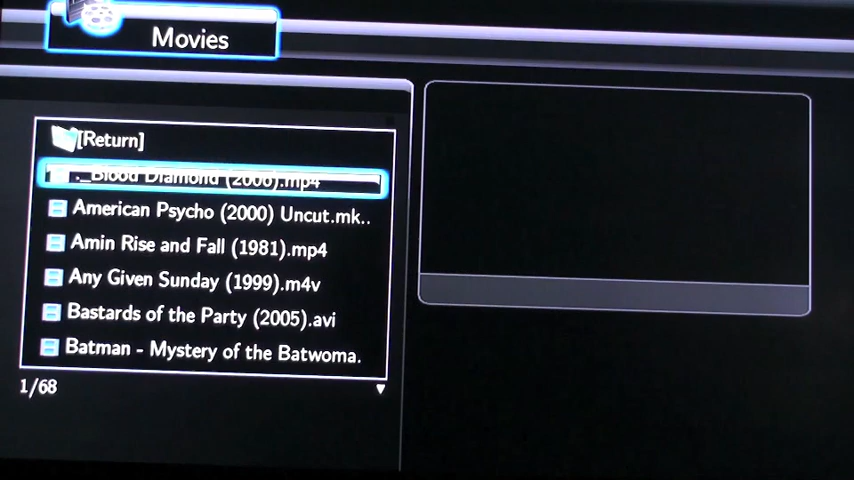 Movies
[Return]
._Blood Diamond (2006).mp4
American Psycho (2000) Uncut.mk..
Amin Rise and Fall (1981).mp4
Any Given Sunday (1999).m4v
Bastards of the Party (2005).avi
Batman - Mystery of the Batwoma.
1/68